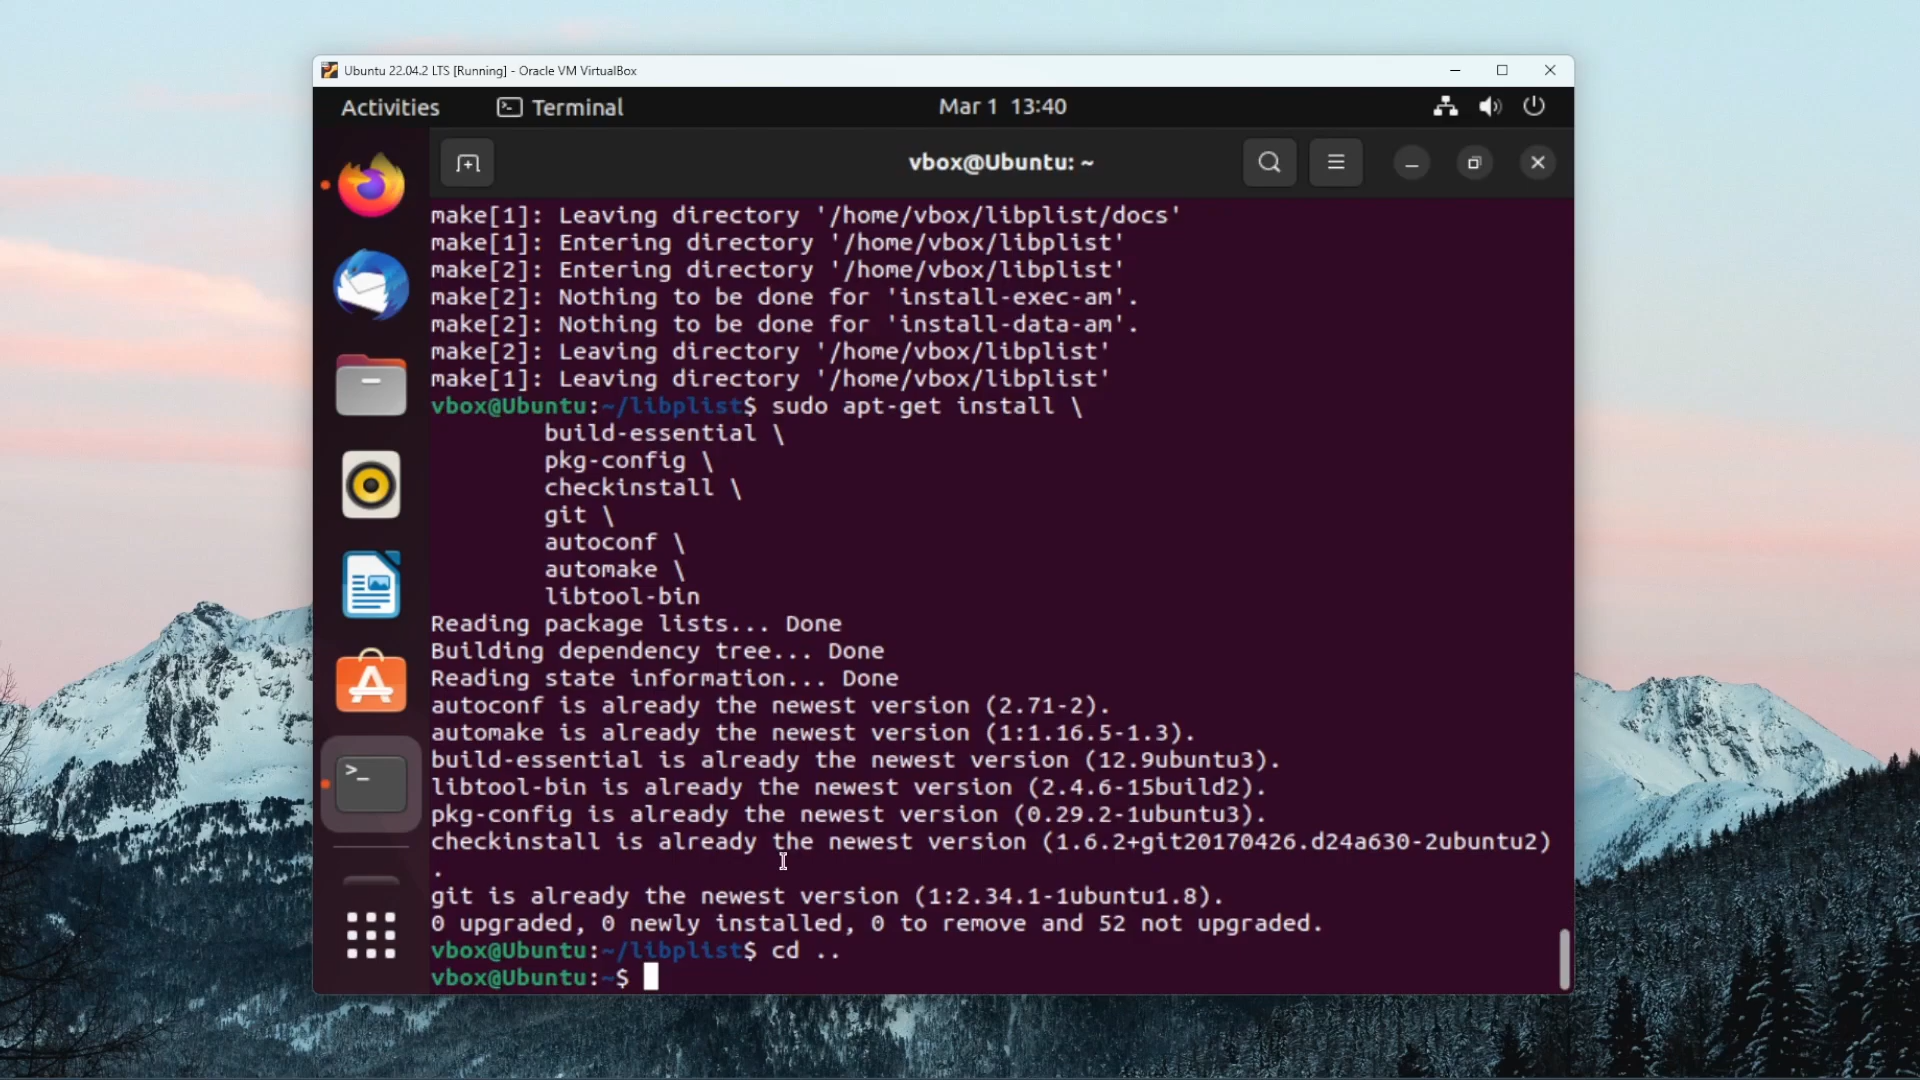 Ubuntu 22.04.2 LTS [Running] - Oracle VM VirtualBox
Activities Terminal Mar 1 13:40
vbox@Ubuntu: ~
make[1]: Leaving directory '/home/vbox/libplist/docs'
make[1]: Entering directory '/home/vbox/libplist'
make[2]: Entering directory '/home/vbox/libplist'
make[2]: Nothing to be done for 'install-exec-am'.
make[2]: Nothing to be done for 'install-data-am'.
make[2]: Leaving directory '/home/vbox/libplist'
make[1]: Leaving directory '/home/vbox/libplist'
vbox@Ubuntu:~/libplist$ sudo apt-get install \
build-essential \
pkg-config \
checkinstall \
git \
autoconf \
automake \
libtool-bin
Reading package lists... Done
Building dependency tree... Done
Reading state information... Done
autoconf is already the newest version (2.71-2).
automake is already the newest version (1:1.16.5-1.3).
build-essential is already the newest version (12.9ubuntu3).
libtool-bin is already the newest version (2.4.6-15build2).
pkg-config is already the newest version (0.29.2-1ubuntu3).
checkinstall is already the newest version (1.6.2+git20170426.d24a630-2ubuntu2)
.
git is already the newest version (1:2.34.1-1ubuntu1.8).
0 upgraded, 0 newly installed, 0 to remove and 52 not upgraded.
vbox@Ubuntu:~/libplist$ cd ..
vbox@Ubuntu:~$